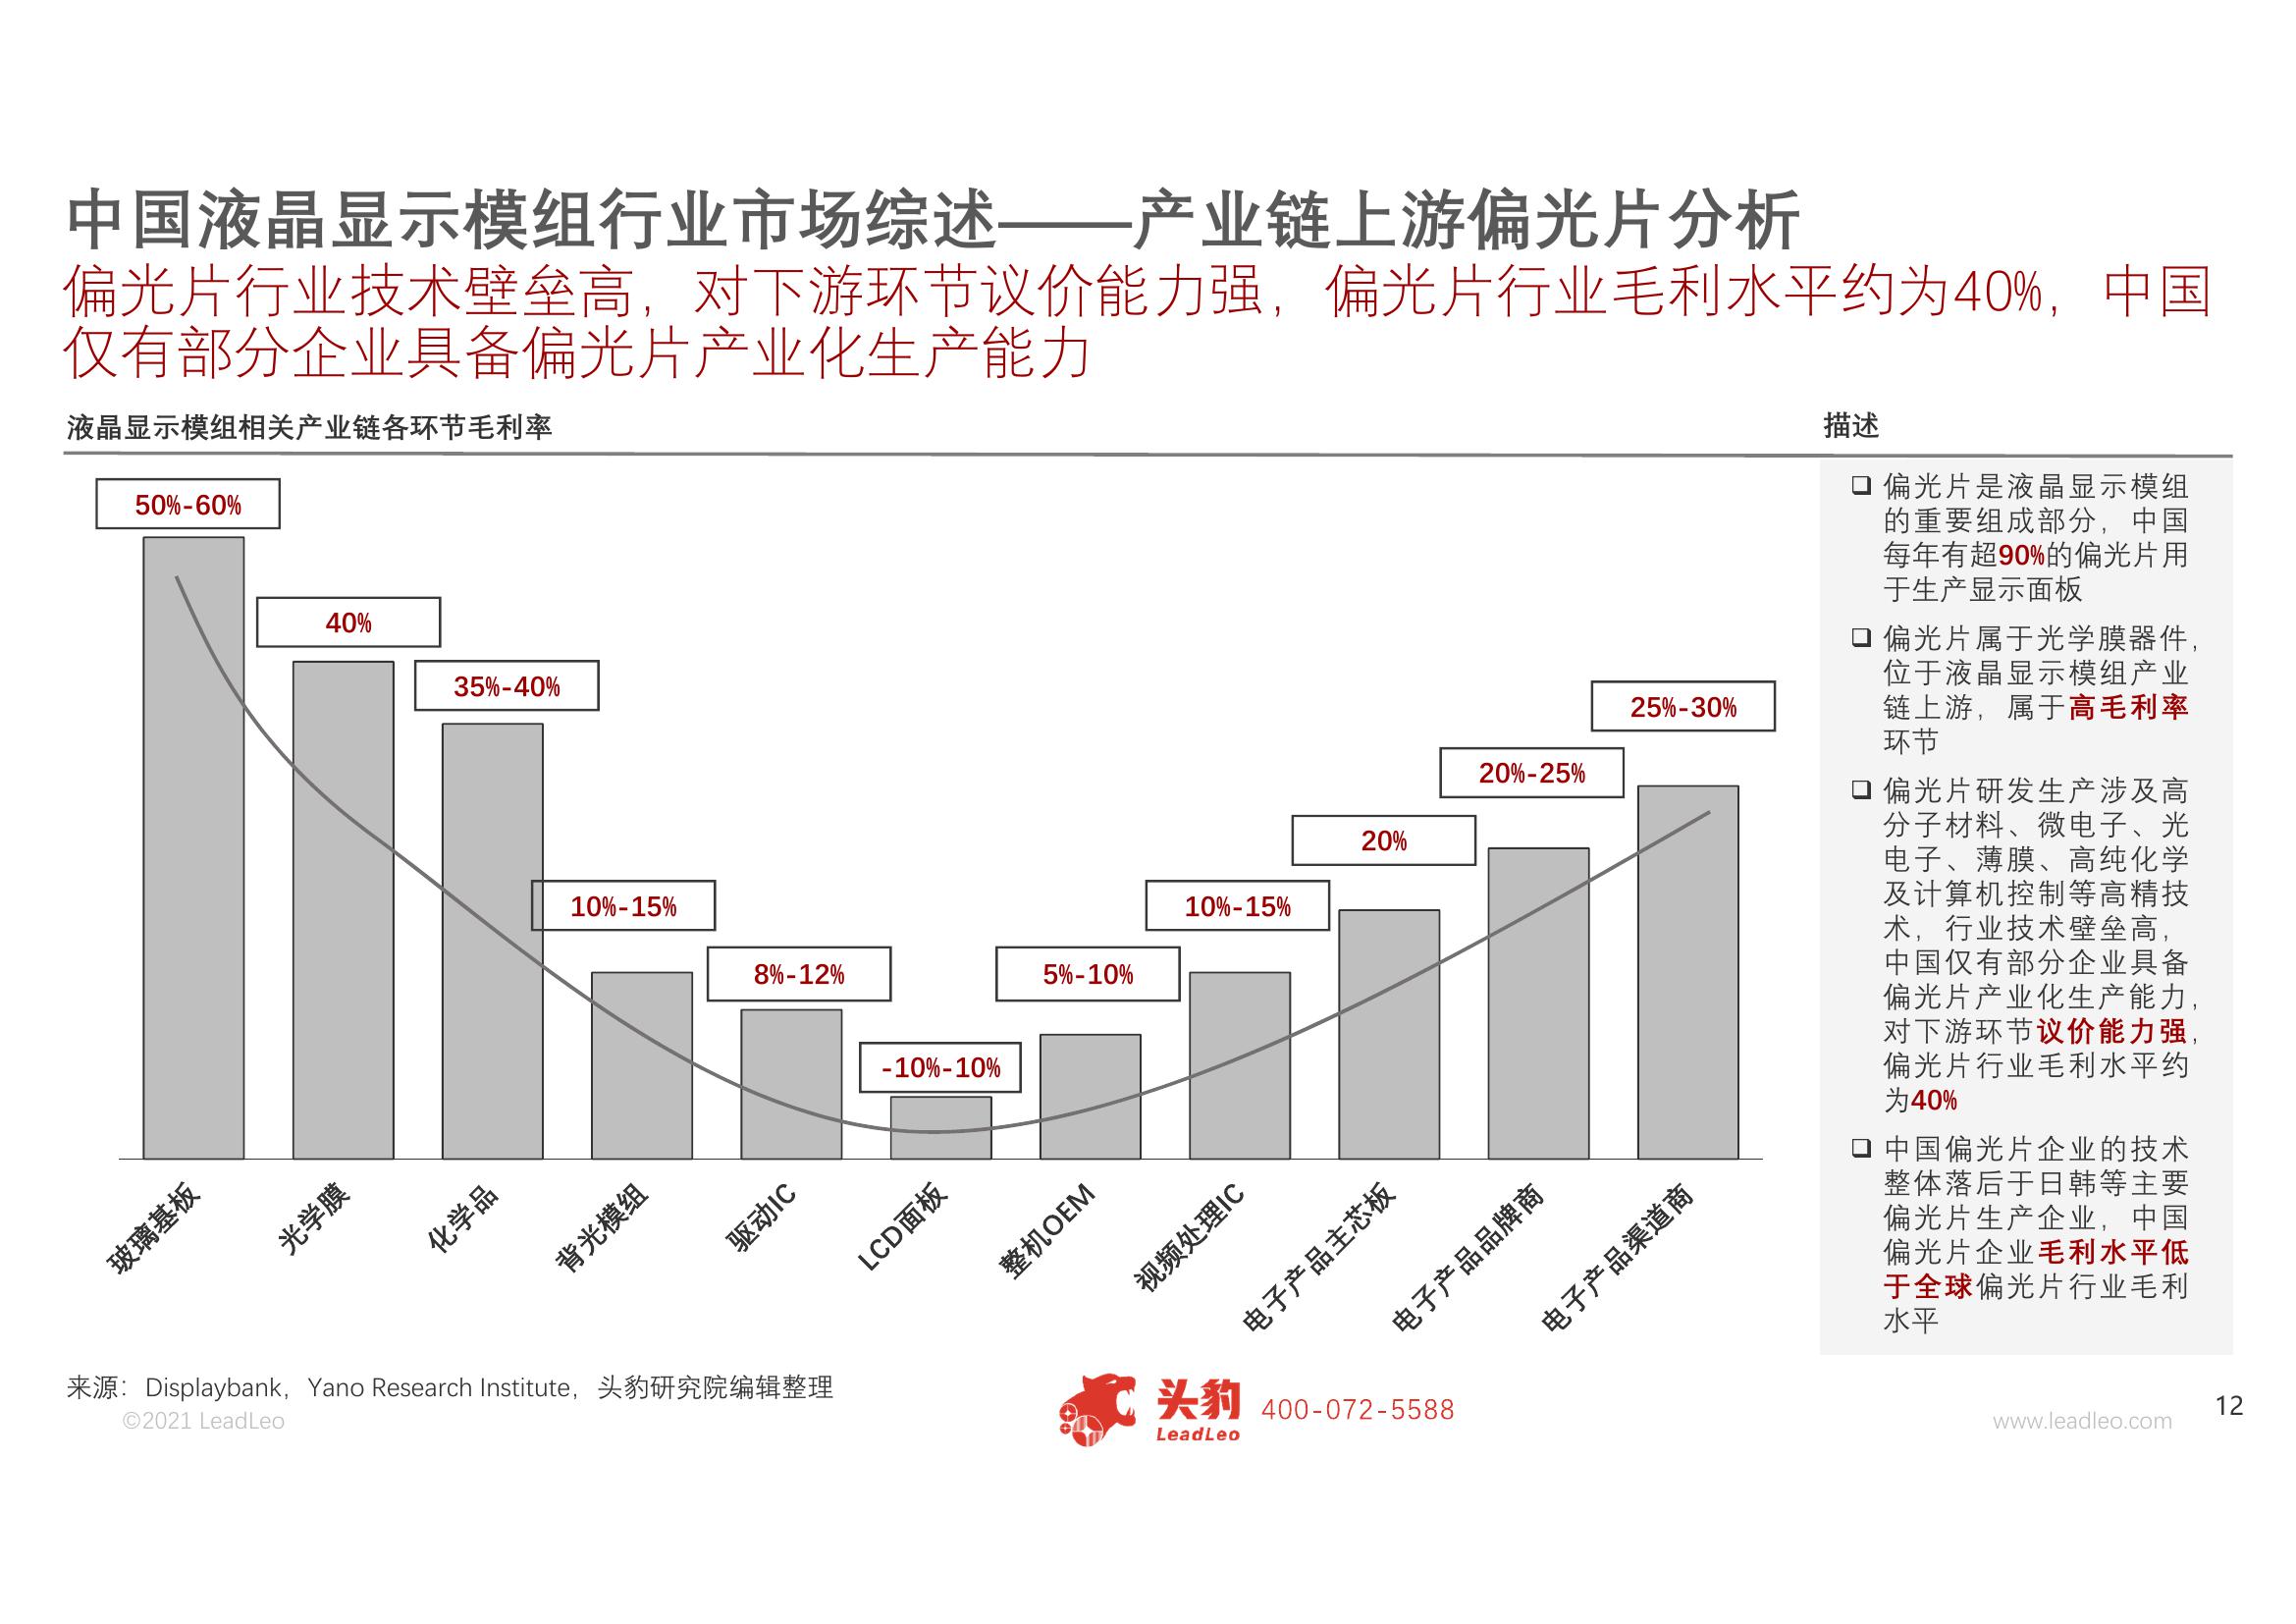 中国液晶显示模组行业市场综述——产业链上游偏光片分析
偏光片行业技术壁垒高，对下游环节议价能力强，偏光片行业毛利水平约为40%，中国
仅有部分企业具备偏光片产业化生产能力
液晶显示模组相关产业链各环节毛利率
50%-60%
40%
35%-40%
10%-15%
8%-12%
-10%-10%
5%-10%
10%-15%
20%
20%-25%
25%-30%
玻璃基板
光学膜
化学品
背光模组
驱动IC
LCD面板
整机OEM
视频处理IC
电子产品主芯板
电子产品品牌商
电子产品渠道商
描述
偏光片是液晶显示模组
的重要组成部分，中国
每年有超90%的偏光片用
于生产显示面板
偏光片属于光学膜器件，
位于液晶显示模组产业
链上游，属于高毛利率
环节
偏光片研发生产涉及高
分子材料、微电子、光
电子、薄膜、高纯化学
及计算机控制等高精技
术，行业技术壁垒高，
中国仅有部分企业具备
偏光片产业化生产能力，
对下游环节议价能力强，
偏光片行业毛利水平约
为40%
中国偏光片企业的技术
整体落后于日韩等主要
偏光片生产企业，中国
偏光片企业毛利水平低
于全球偏光片行业毛利
水平
来源：Displaybank，Yano Research Institute，头豹研究院编辑整理
©2021 LeadLeo
头豹
LeadLeo
400-072-5588
www.leadleo.com
12